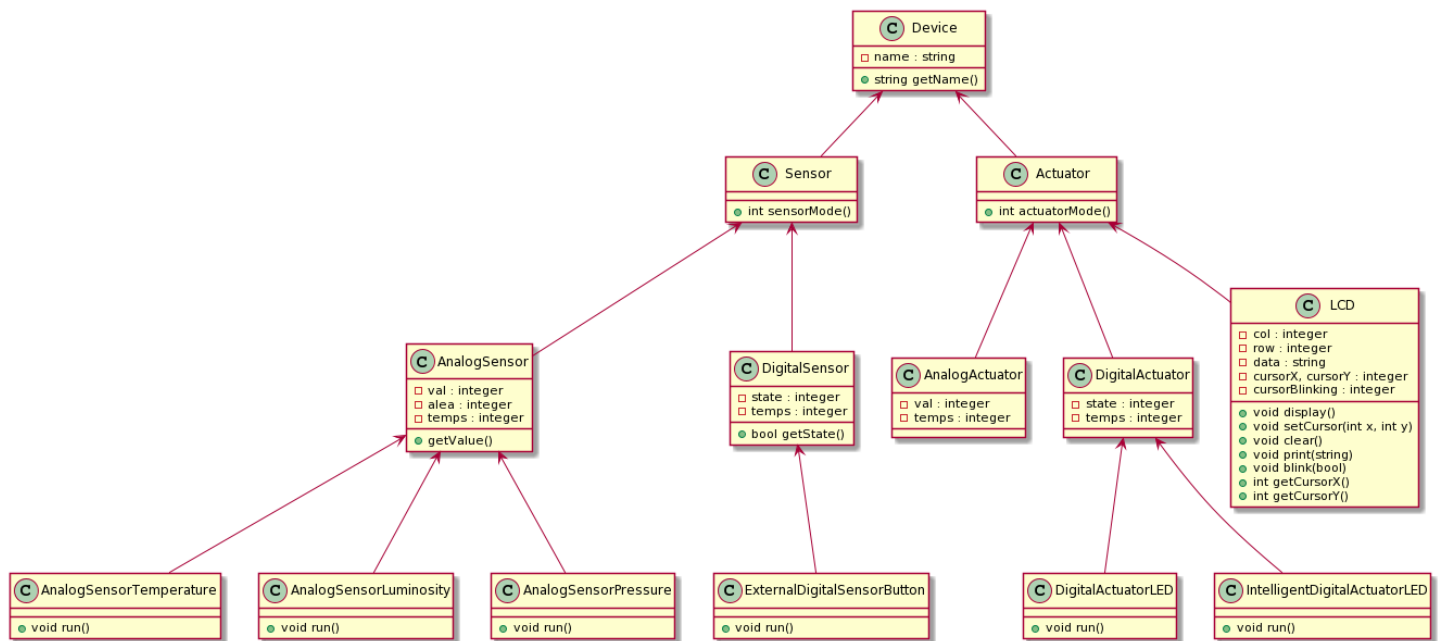 C Device
name : string
string getName()
C Sensor
int sensorMode()
C Actuator
int actuatorMode()
C AnalogSensor
val : integer
alea : integer
temps : integer
getValue()
C DigitalSensor
state : integer
temps : integer
bool getState()
C AnalogActuator
val : integer
temps : integer
C DigitalActuator
state : integer
temps : integer
C LCD
col : integer
row : integer
data : string
cursorX, cursorY : integer
cursorBlinking : integer
void display()
void setCursor(int x, int y)
void clear()
void print(string)
void blink(bool)
int getCursorX()
int getCursorY()
C AnalogSensorTemperature
void run()
C AnalogSensorLuminosity
void run()
C AnalogSensorPressure
void run()
C ExternalDigitalSensorButton
void run()
C DigitalActuatorLED
void run()
C IntelligentDigitalActuatorLED
void run()